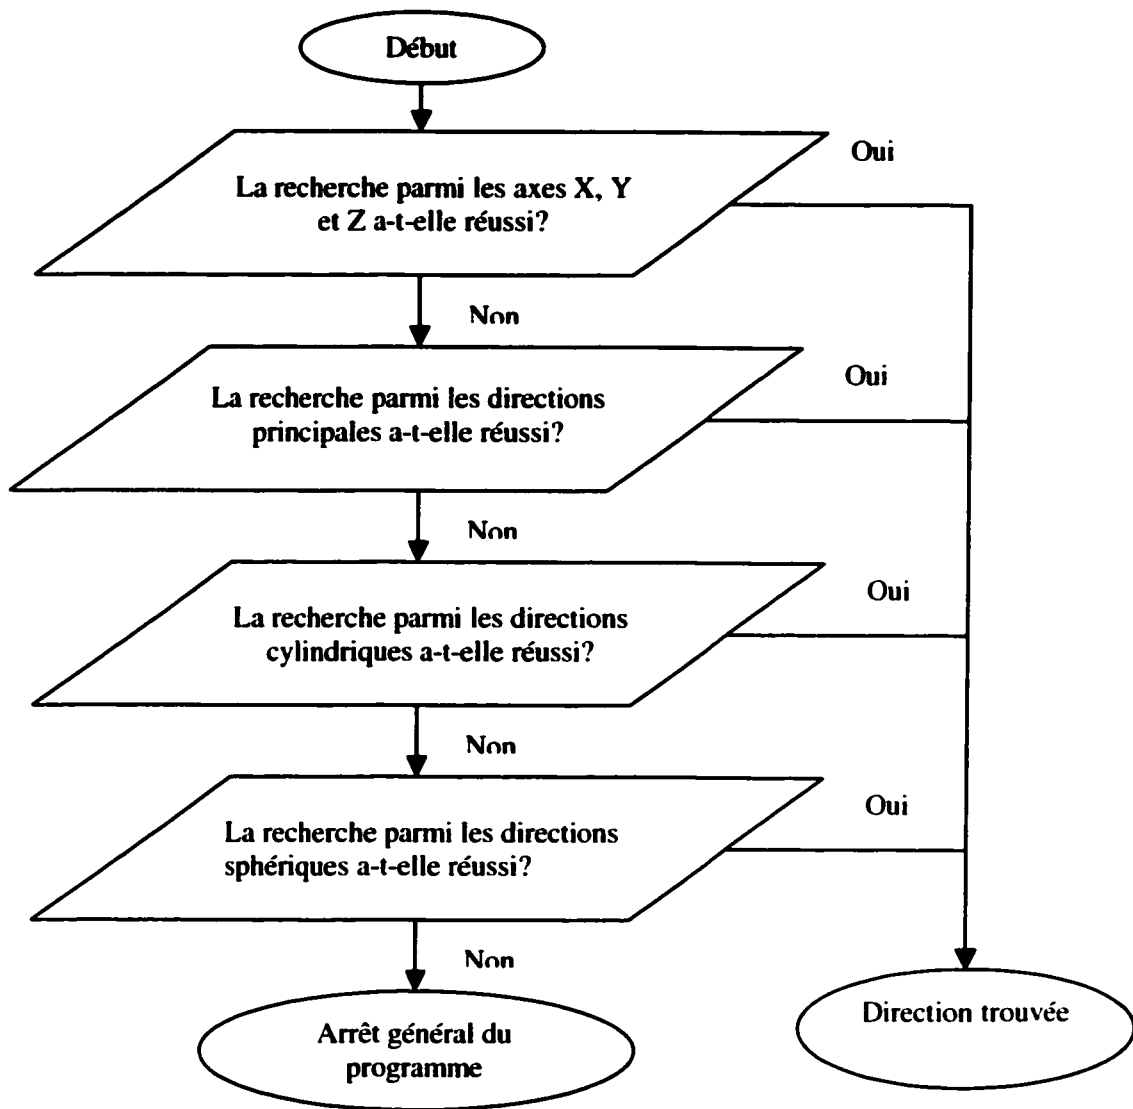 Début
Oui
La recherche parmi les axes X, Y
et Z a-t-elle réussi?
Non
Oui
La recherche parmi les directions
principales a-t-elle réussi?
Non
Oui
La recherche parmi les directions
cylindriques a-t-elle réussi?
Non
Oui
La recherche parmi les directions
sphériques a-t-elle réussi?
Non
Direction trouvée
Arrêt général du
programme